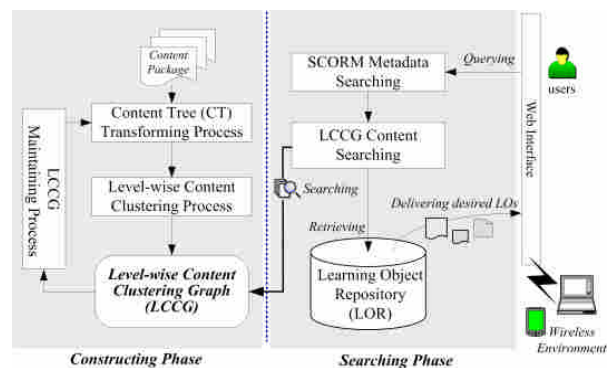 Content
Package
Content Tree (CT)
Transforming Process
Level-wise Content
Clustering Process
Level-wise Content
Clustering Graph
(LCCG)
LCCG
Maintaining Process
Constructing Phase
SCORM Metadata
Searching
LCCG Content
Searching
Searching
Retrieving
Learning Object
Repository
(LOR)
Searching Phase
Querying
users
Web Interface
Delivering desired LOs
Wireless
Environment